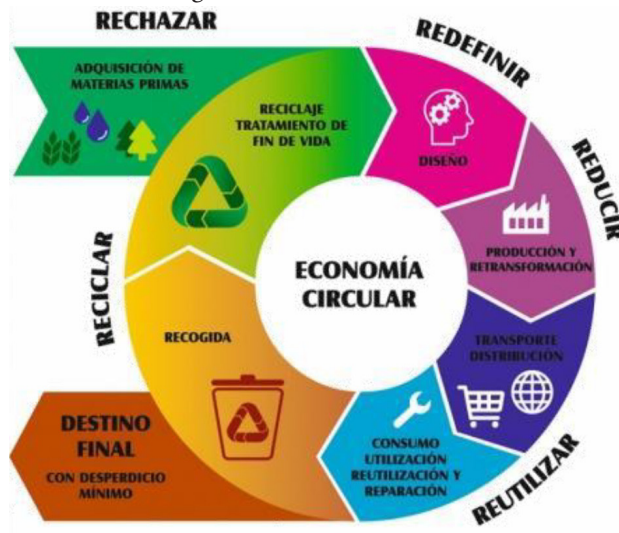 RECHAZAR
ADQUISICIÓN DE
MATERIAS PRIMAS
RECICLAJE
TRATAMIENTO DE
FIN DE VIDA
REDEFINIR
DISEÑO
REDUCIR
PRODUCCIÓN Y
RETRANSFORMACIÓN
ECONOMÍA
CIRCULAR
TRANSPORTE
DISTRIBUCIÓN
REUTILIZAR
CONSUMO
UTILIZACIÓN
REUTILIZACIÓN Y
REPARACIÓN
RECICLAR
RECOGIDA
DESTINO
FINAL
CON DESPERDICIO
MÍNIMO